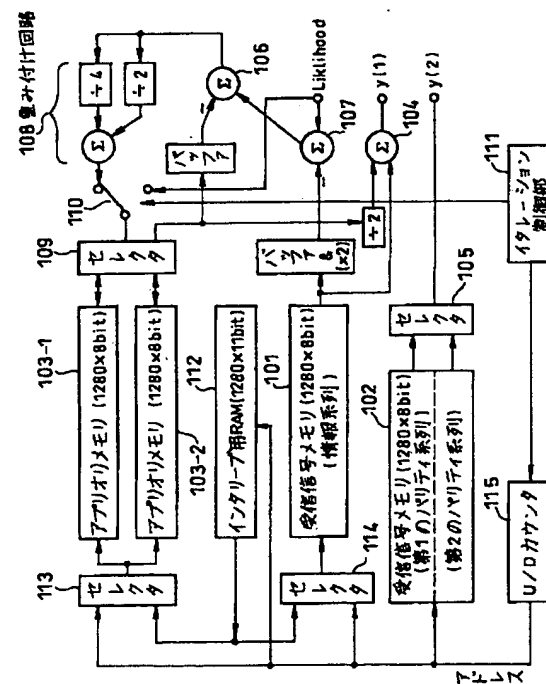 108 重み付け回路
÷4
÷2
Σ
110
Σ
106
バッファ
Liklihood
109
セレクタ
Σ
107
103-1
アプリオリメモリ (1280×8bit)
アプリオリメモリ (1280×8bit)
103-2
112
インタリーブ用RAM(1280×11bit)
÷2
y(1)
Σ
104
y(2)
バッファ&(×2)
101
受信信号メモリ(1280×8bit)
(情報系列)
113
セレクタ
114
セレクタ
102
受信信号メモリ(1280×8bit)
(第1のパリティ系列)
(第2のパリティ系列)
セレクタ
105
111
イタレーション
制御部
115
U/Dカウンタ
アドレス